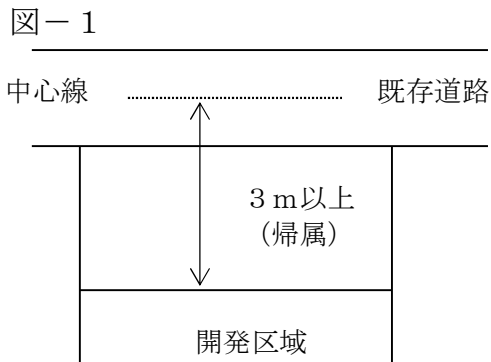 図－１
中心線　既存道路
３ｍ以上
（帰属）
開発区域